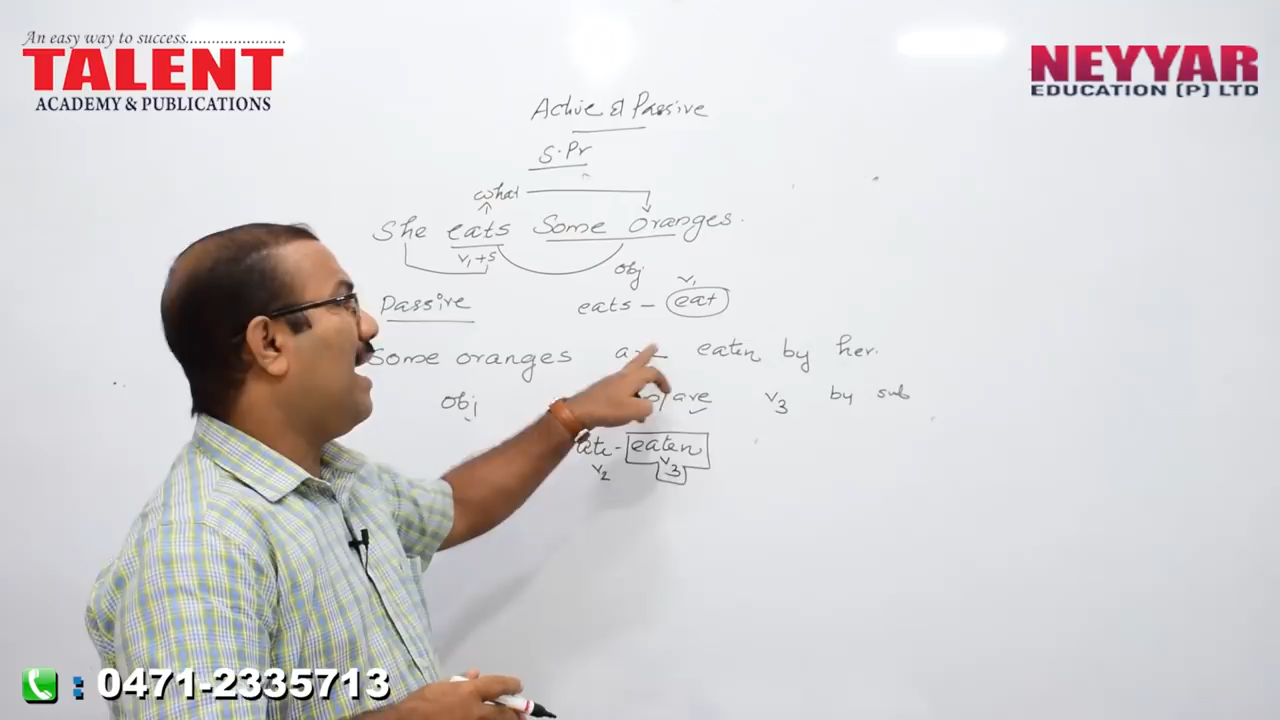 An easy way to success.......................
TALENT
ACADEMY & PUBLICATIONS
NEYYAR
EDUCATION (P) LTD
Active & Passive
S.Pr
what
She eats Some Oranges.
V1+S
obj
V1
Passive
eats - eat
Some oranges are eaten by her.
obj
are V3 by sub
eaten
V2 V3
: 0471-2335713